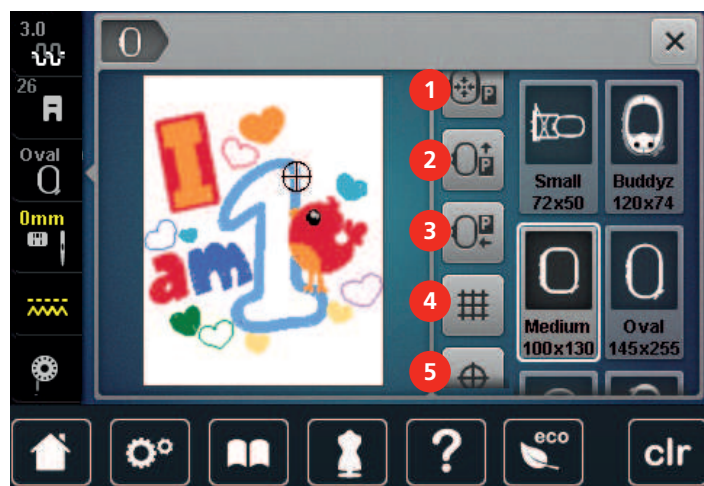 3.0
26
Oval
0mm
I
am 1
1
2
3
4
5
P
P
P
Small
72x50
Buddyz
120x74
Medium
100x130
Oval
145x255
?
eco
clr